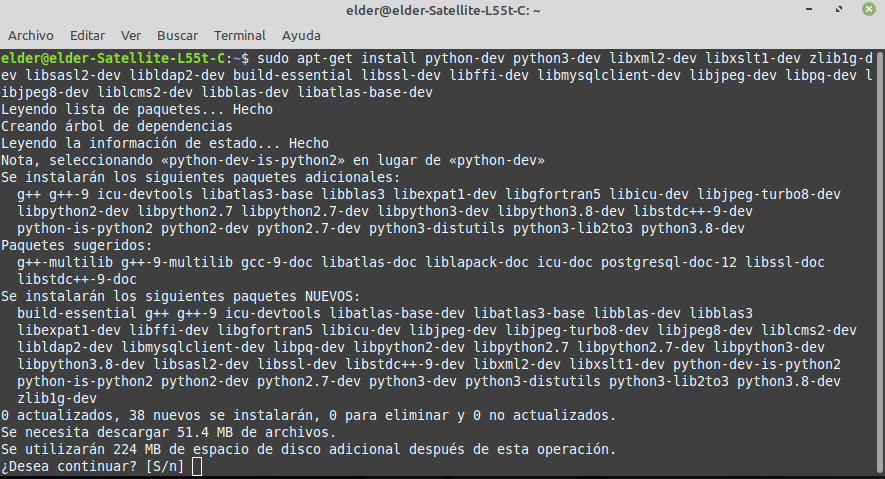 elder@elder-Satellite-L55t-C: ~
Archivo Editar Ver Buscar Terminal Ayuda
elder@elder-Satellite-L55t-C:~$ sudo apt-get install python-dev python3-dev libxml2-dev libxslt1-dev zlib1g-d
ev libsasl2-dev libldap2-dev build-essential libssl-dev libffi-dev libmysqlclient-dev libjpeg-dev libpq-dev l
ibjpeg8-dev liblcms2-dev libblas-dev libatlas-base-dev
Leyendo lista de paquetes... Hecho
Creando árbol de dependencias
Leyendo la información de estado... Hecho
Nota, seleccionando «python-dev-is-python2» en lugar de «python-dev»
Se instalarán los siguientes paquetes adicionales:
g++ g++-9 icu-devtools libatlas3-base libblas3 libexpat1-dev libgfortran5 libicu-dev libjpeg-turbo8-dev
libpython2-dev libpython2.7 libpython2.7-dev libpython3-dev libpython3.8-dev libstdc++-9-dev
python-is-python2 python2-dev python2.7-dev python3-distutils python3-lib2to3 python3.8-dev
Paquetes sugeridos:
g++-multilib g++-9-multilib gcc-9-doc libatlas-doc liblapack-doc icu-doc postgresql-doc-12 libssl-doc
libstdc++-9-doc
Se instalarán los siguientes paquetes NUEVOS:
build-essential g++ g++-9 icu-devtools libatlas-base-dev libatlas3-base libblas-dev libblas3
libexpat1-dev libffi-dev libgfortran5 libicu-dev libjpeg-dev libjpeg-turbo8-dev libjpeg8-dev liblcms2-dev
libldap2-dev libmysqlclient-dev libpq-dev libpython2-dev libpython2.7 libpython2.7-dev libpython3-dev
libpython3.8-dev libsasl2-dev libssl-dev libstdc++-9-dev libxml2-dev libxslt1-dev python-dev-is-python2
python-is-python2 python2-dev python2.7-dev python3-dev python3-distutils python3-lib2to3 python3.8-dev
zlib1g-dev
0 actualizados, 38 nuevos se instalarán, 0 para eliminar y 0 no actualizados.
Se necesita descargar 51.4 MB de archivos.
Se utilizarán 224 MB de espacio de disco adicional después de esta operación.
¿Desea continuar? [S/n]